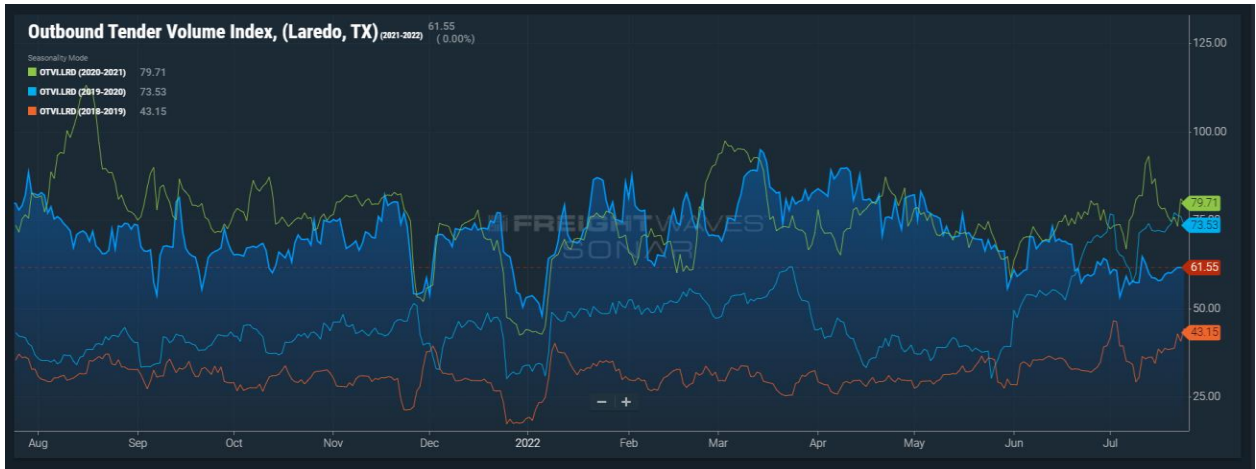 Outbound Tender Volume Index, (Laredo, TX) (2021-2022) 61.55 ( 0.00%)
Seasonality Mode
OTVI.LRD (2020-2021) 79.71
OTVI.LRD (2019-2020) 73.53
OTVI.LRD (2018-2019) 43.15
125.00
100.00
79.71
75.00
73.53
FREIGHTWAVES
SONAR
61.55
50.00
43.15
25.00
− +
Aug Sep Oct Nov Dec 2022 Feb Mar Apr May Jun Jul